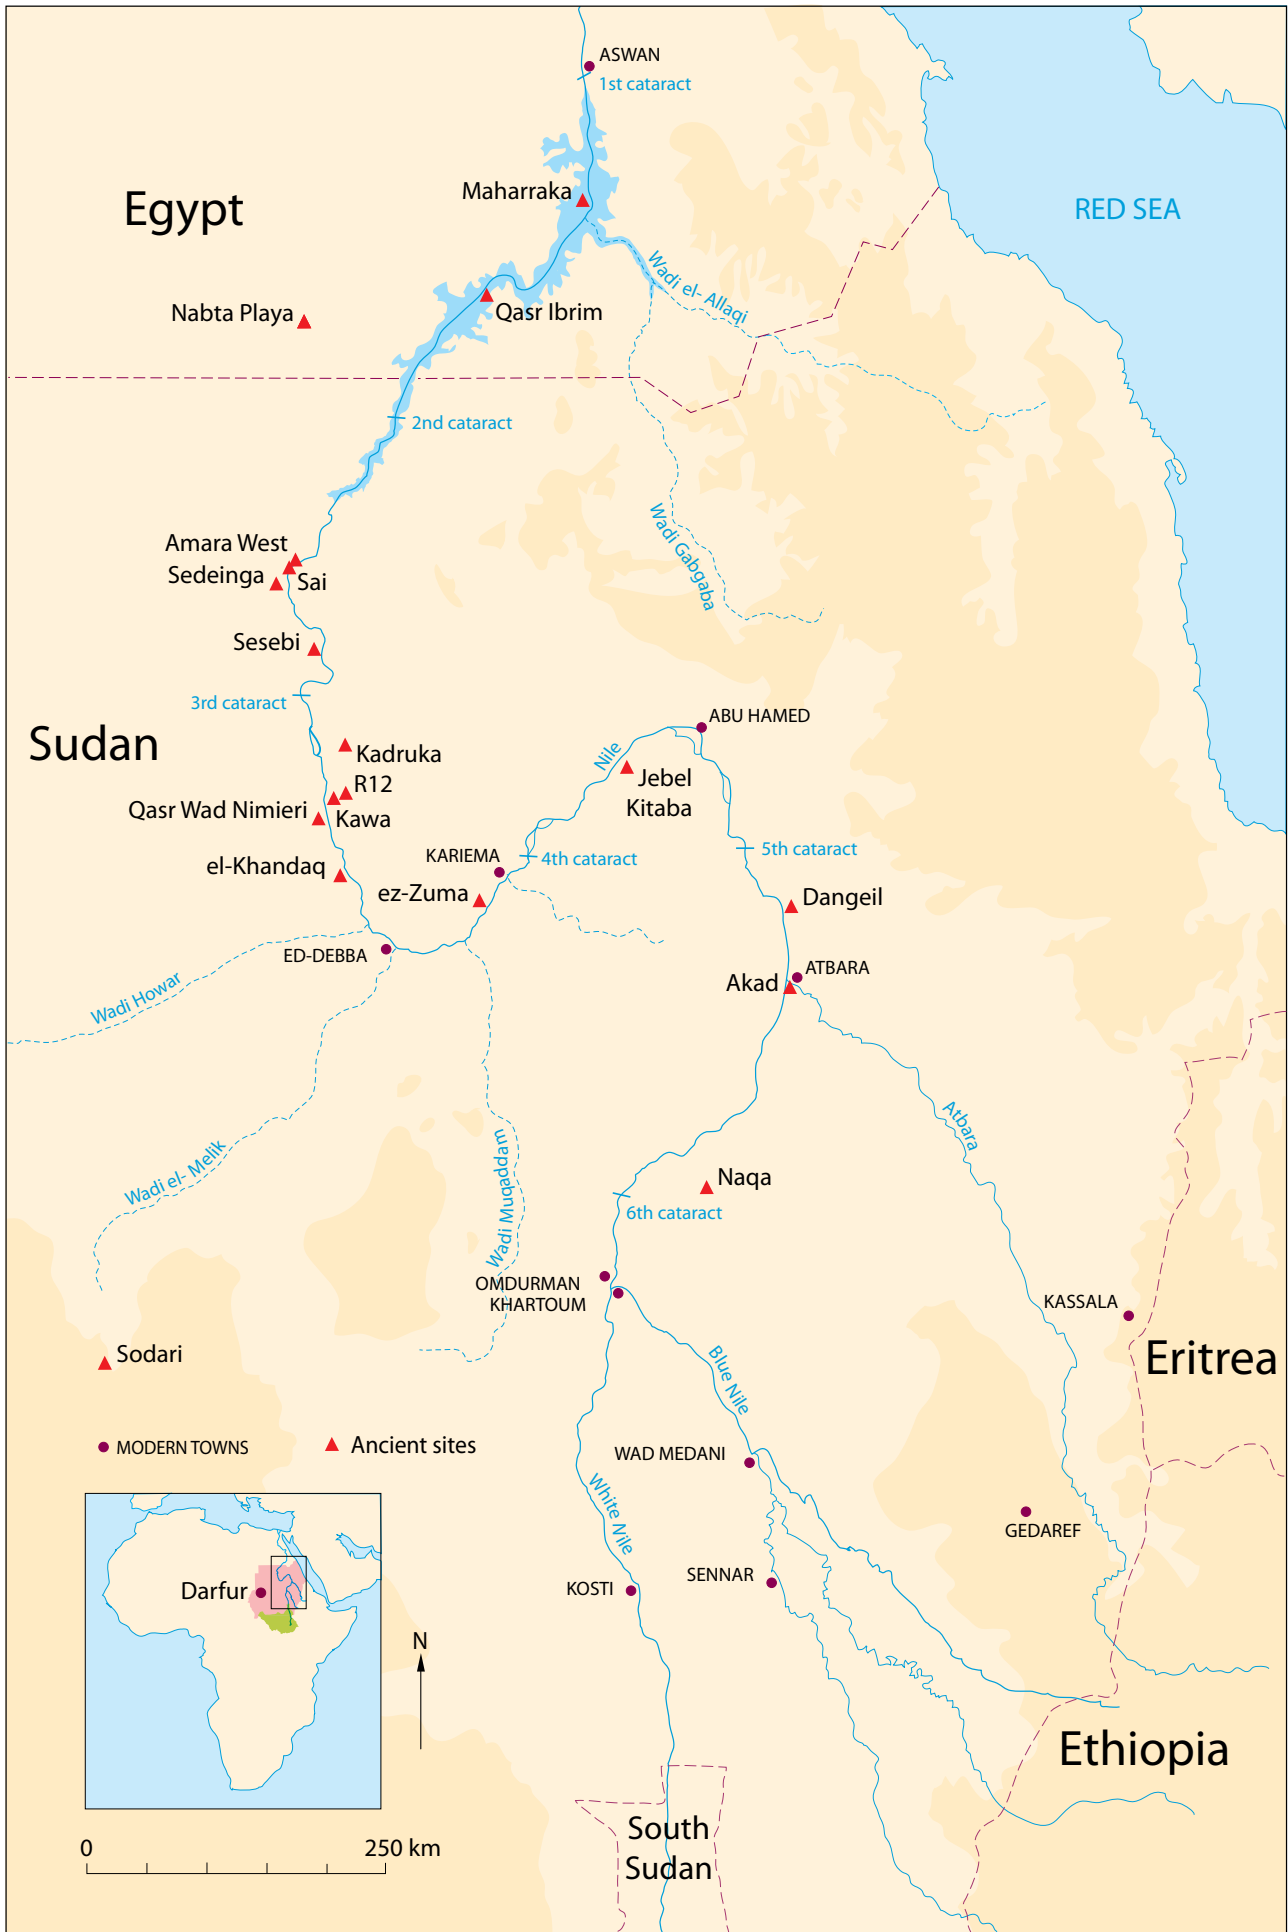 ASWAN
1st cataract
Maharraka
Egypt
RED SEA
Wadi el- Allaqi
Nabta Playa
Qasr Ibrim
2nd cataract
Wadi Gabgaba
Amara West
Sedeinga
Sai
Sesebi
3rd cataract
Sudan
ABU HAMED
Nile
Kadruka
Jebel
Kitaba
R12
Qasr Wad Nimieri
Kawa
5th cataract
KARIEMA
4th cataract
el-Khandaq
ez-Zuma
Dangeil
ED-DEBBA
ATBARA
Akad
Wadi Howar
Atbara
Wadi el- Melik
Wadi Muqaddam
Naqa
6th cataract
OMDURMAN
KHARTOUM
KASSALA
Eritrea
Sodari
Blue Nile
MODERN TOWNS
Ancient sites
WAD MEDANI
White Nile
GEDAREF
Darfur
KOSTI
SENNAR
N
Ethiopia
South
Sudan
0
250 km